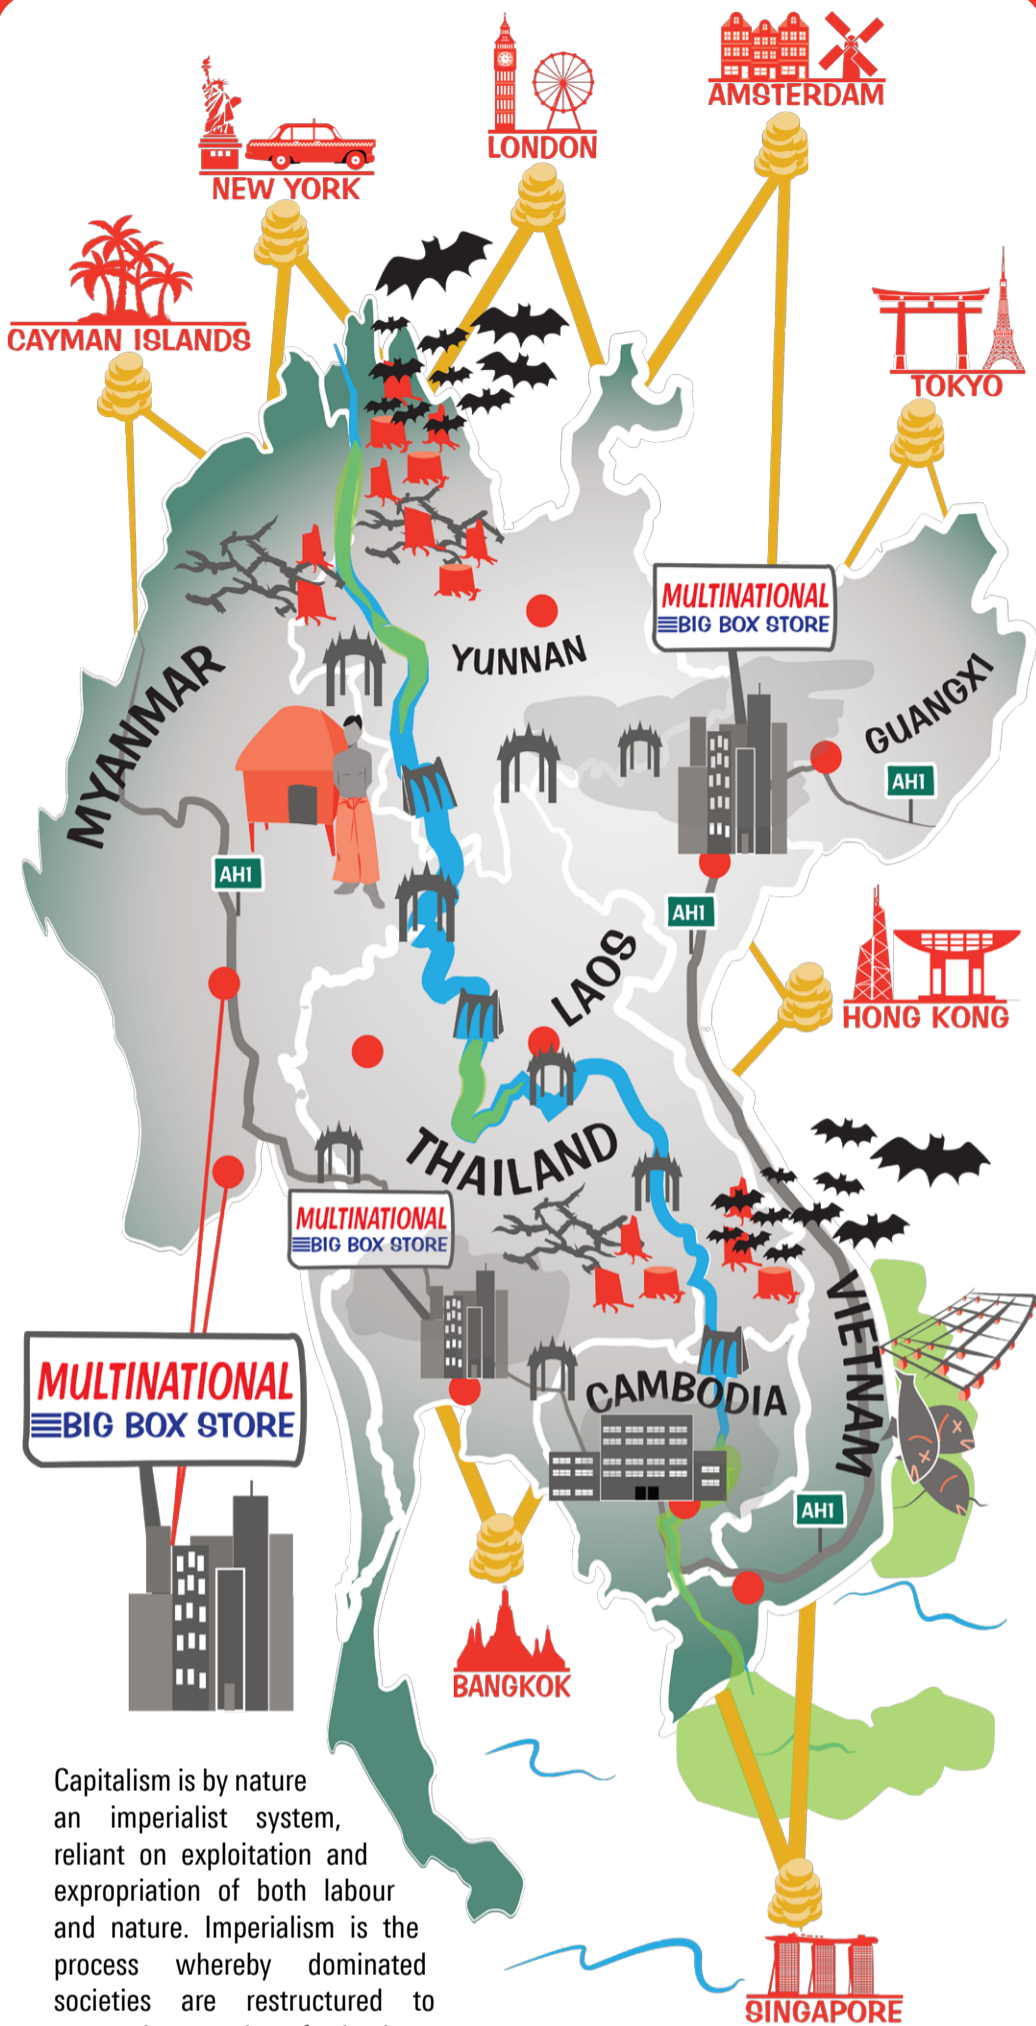 AMSTERDAM
LONDON
NEW YORK
CAYMAN ISLANDS
TOKYO
MULTINATIONAL
BIG BOX STORE
YUNNAN
GUANGXI
MYANMAR
AH1
AH1
AH1
LAOS
HONG KONG
THAILAND
MULTINATIONAL
BIG BOX STORE
VIETNAM
MULTINATIONAL
BIG BOX STORE
CAMBODIA
AH1
BANGKOK
Capitalism is by nature
an imperialist system,
reliant on exploitation and
expropriation of both labour
and nature. Imperialism is the
process whereby dominated
societies are restructured to
SINGAPORE